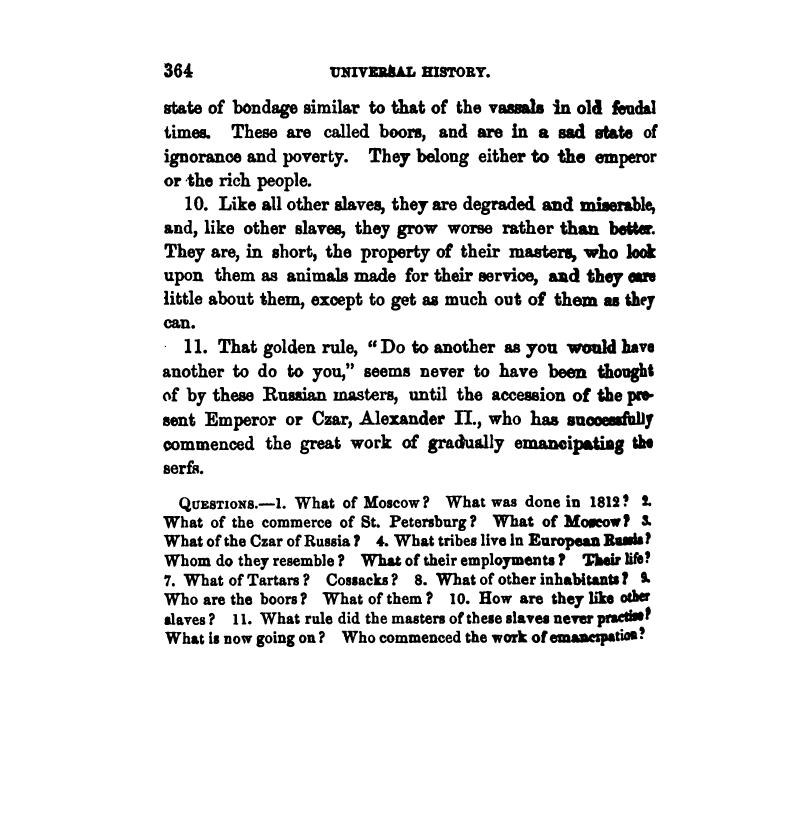 364 UNIVERSAL HISTORY.
state of bondage similar to that of the vassals in old feudal
times. These are called boors, and are in a sad state of
ignorance and poverty. They belong either to the emperor
or the rich people.
10. Like all other slaves, they are degraded and miserable,
and, like other slaves, they grow worse rather than better.
They are, in short, the property of their masters, who look
upon them as animals made for their service, and they care
little about them, except to get as much out of them as they
can.
11. That golden rule, “Do to another as you would have
another to do to you,” seems never to have been thought
of by these Russian masters, until the accession of the pre-
sent Emperor or Czar, Alexander II., who has successfully
commenced the great work of gradually emancipating the
serfs.
QUESTIONS.—1. What of Moscow? What was done in 1812? 2.
What of the commerce of St. Petersburg? What of Moscow? 3.
What of the Czar of Russia? 4. What tribes live in European Russia?
Whom do they resemble? What of their employments? Their life?
7. What of Tartars? Cossacks? 8. What of other inhabitants? 9.
Who are the boors? What of them? 10. How are they like other
slaves? 11. What rule did the masters of these slaves never practise?
What is now going on? Who commenced the work of emancipation?